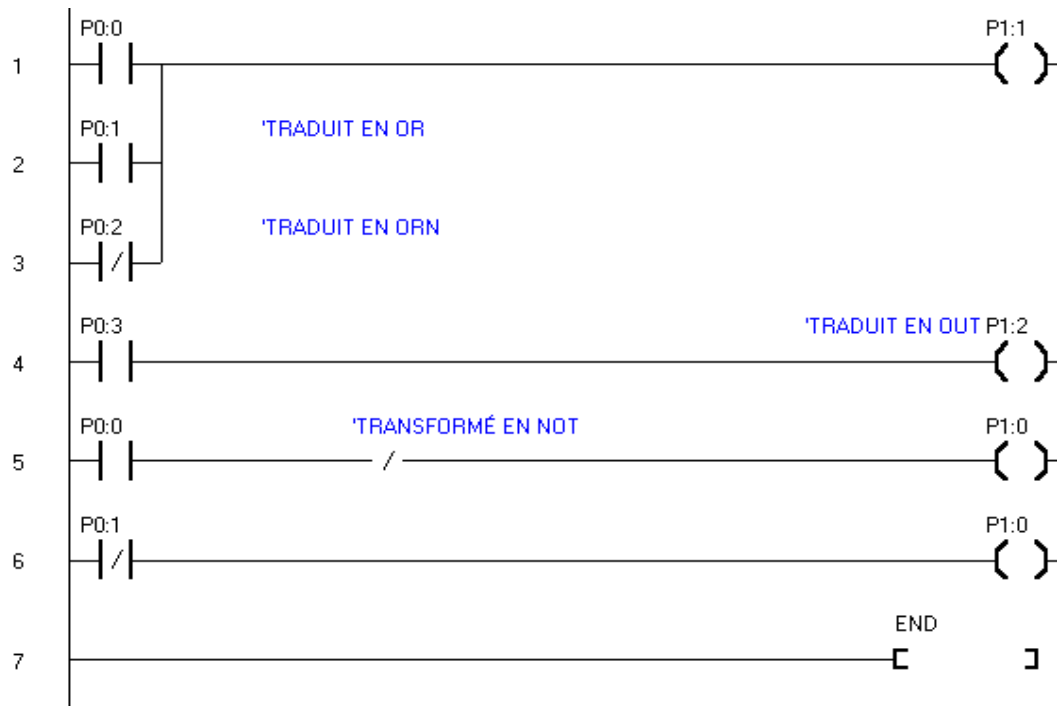 P0:0 P1:1
1
P0:1 'TRADUIT EN OR
2
P0:2 'TRADUIT EN ORN
3
P0:3 'TRADUIT EN OUT P1:2
4
P0:0 'TRANSFORMÉ EN NOT P1:0
5
P0:1 P1:0
6
END
7